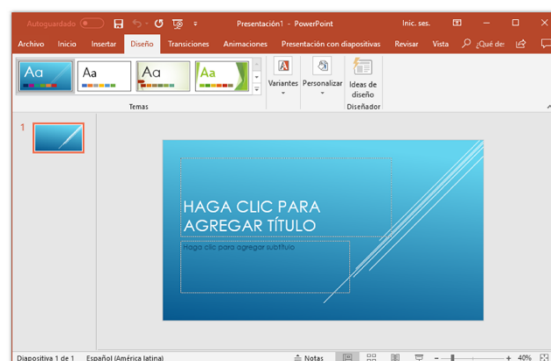 Autoguardado
Presentación1 - PowerPoint
Inic. ses.
Archivo Inicio Insertar Diseño Transiciones Animaciones Presentación con diapositivas Revisar Vista ¿Qué de
Aa Aa Aa Aa
Variantes Personalizar Ideas de
diseño
Temas Diseñador
1
HAGA CLIC PARA
AGREGAR TÍTULO
Haga clic para agregar subtítulo
Diapositiva 1 de 1 Español (América latina) Notas 40%